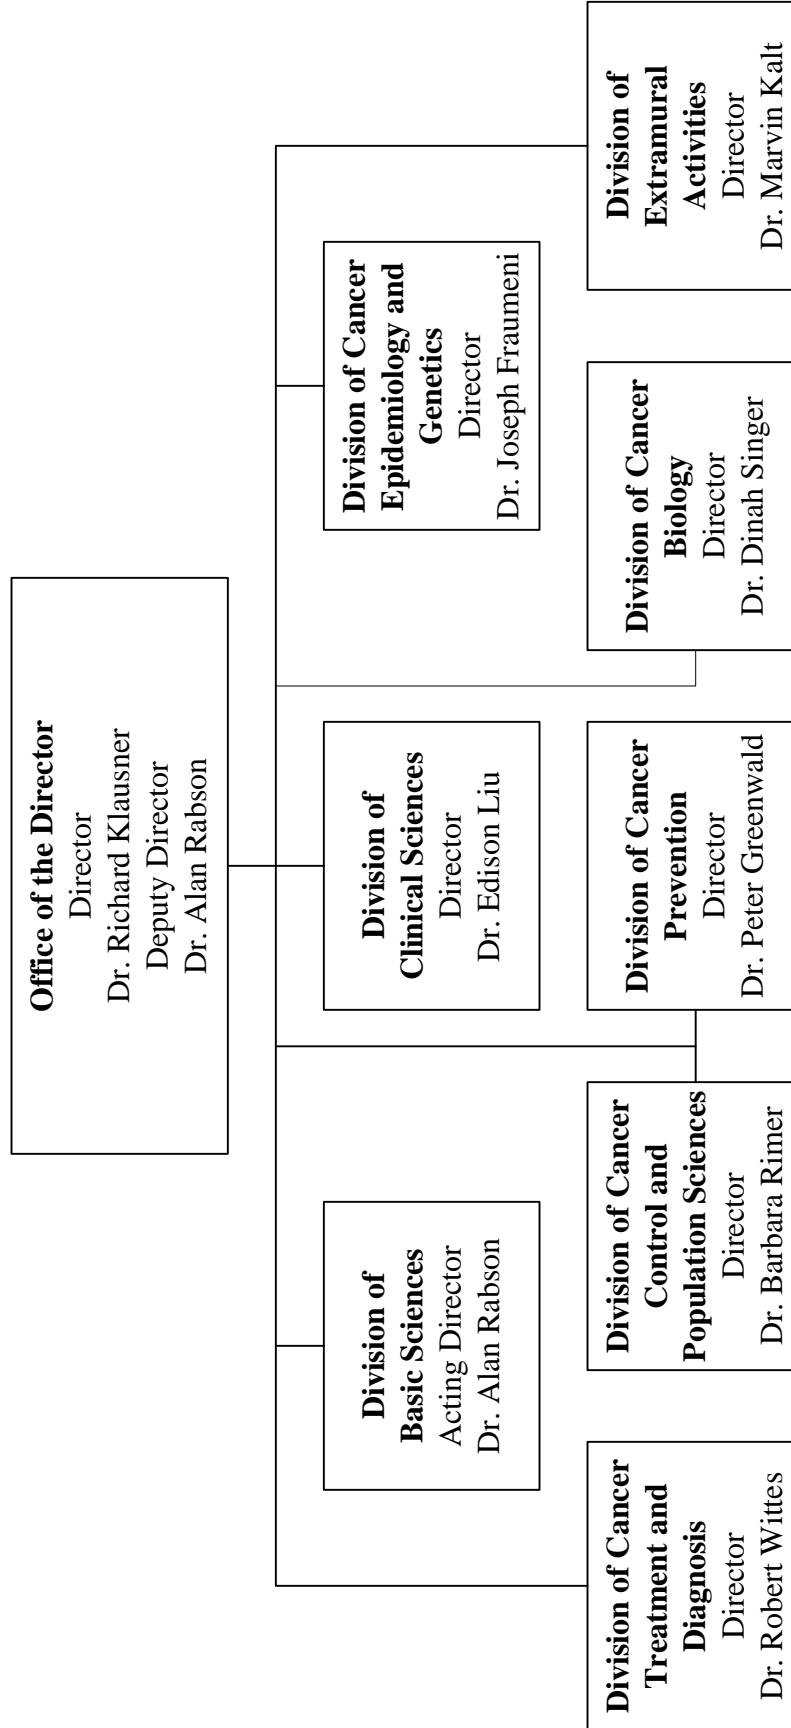 Office of the Director
Director
Dr. Richard Klausner
Deputy Director
Dr. Alan Rabson
Division of
Basic Sciences
Acting Director
Dr. Alan Rabson
Division of
Clinical Sciences
Director
Dr. Edison Liu
Division of Cancer
Epidemiology and
Genetics
Director
Dr. Joseph Fraumeni
Division of Cancer
Treatment and
Diagnosis
Director
Dr. Robert Wittes
Division of Cancer
Control and
Population Sciences
Director
Dr. Barbara Rimer
Division of Cancer
Prevention
Director
Dr. Peter Greenwald
Division of Cancer
Biology
Director
Dr. Dinah Singer
Division of
Extramural
Activities
Director
Dr. Marvin Kalt